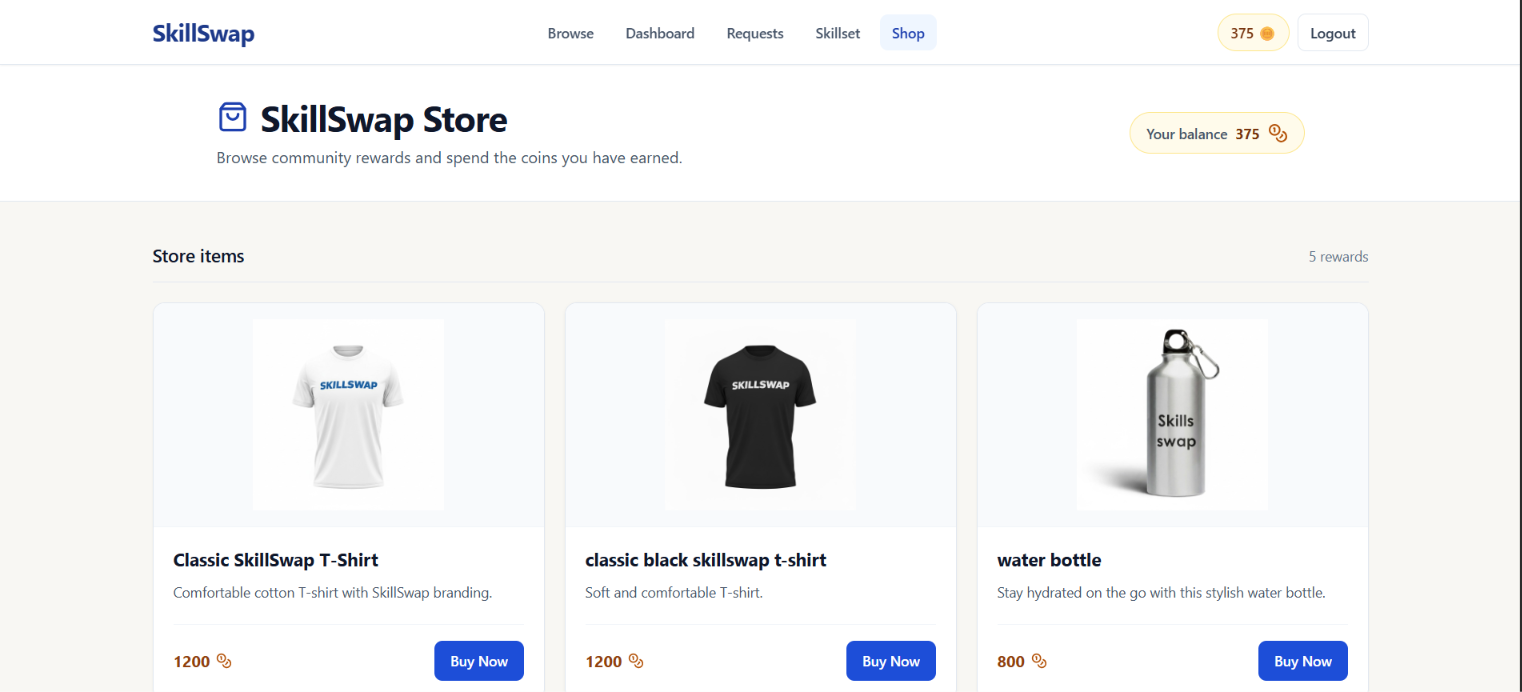 SkillSwap
Browse Dashboard Requests Skillset Shop
375
Logout
SkillSwap Store
Browse community rewards and spend the coins you have earned.
Your balance 375
Store items
5 rewards
SKILLSWAP
SKILLSWAP
Skills
swap
Classic SkillSwap T-Shirt
Comfortable cotton T-shirt with SkillSwap branding.
1200
Buy Now
classic black skillswap t-shirt
Soft and comfortable T-shirt.
1200
Buy Now
water bottle
Stay hydrated on the go with this stylish water bottle.
800
Buy Now